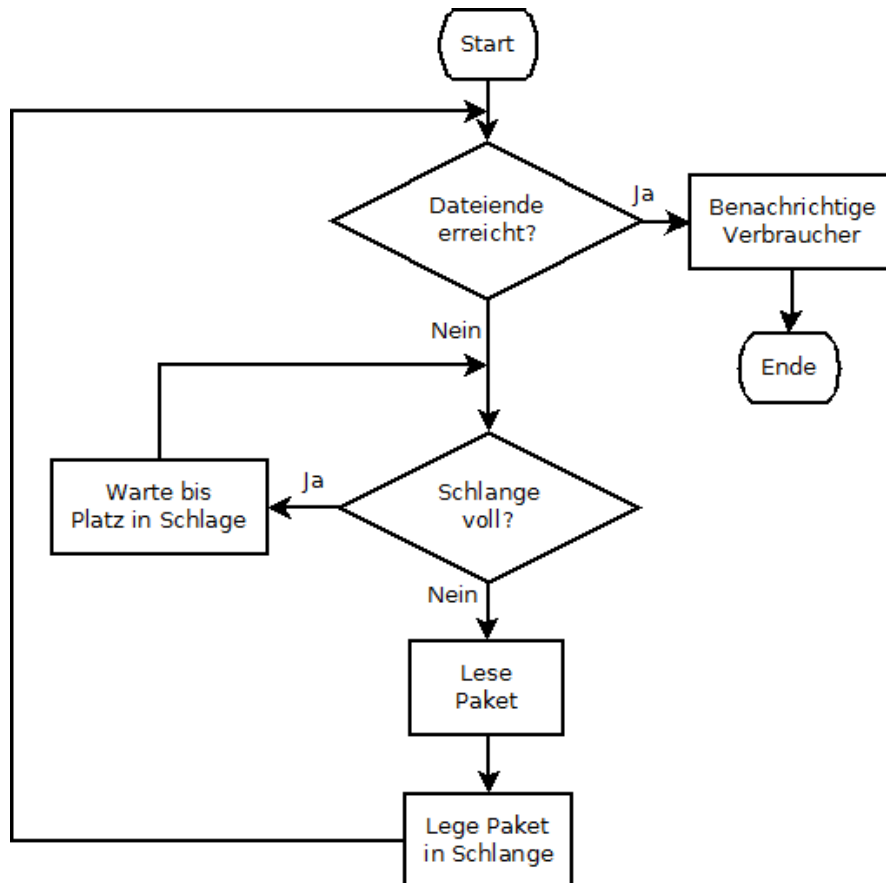 Start
Dateiende
erreicht?
Ja
Benachrichtige
Verbraucher
Nein
Ende
Warte bis
Platz in Schlage
Ja
Schlange
voll?
Nein
Lese
Paket
Lege Paket
in Schlange